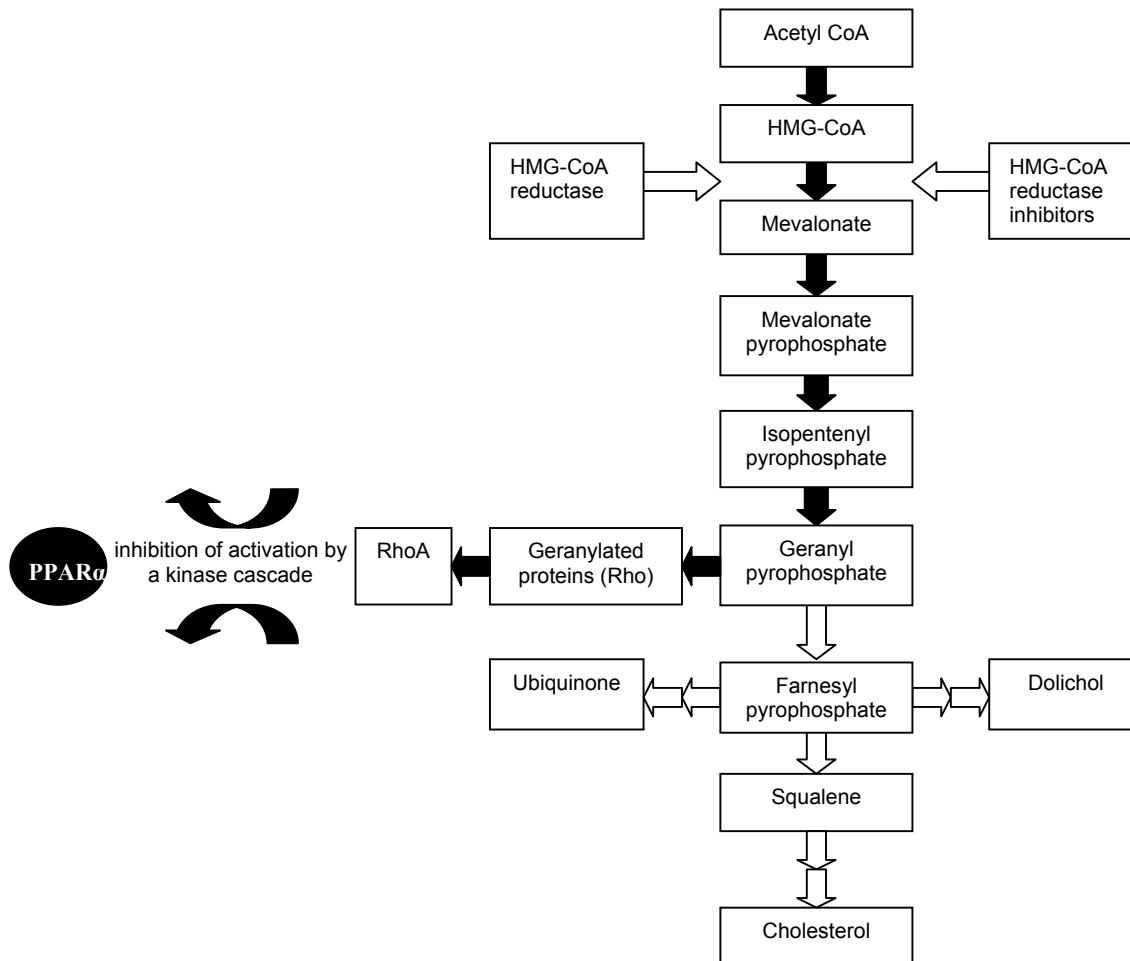 Acetyl CoA
HMG-CoA
HMG-CoA
reductase
HMG-CoA
reductase
inhibitors
Mevalonate
Mevalonate
pyrophosphate
Isopentenyl
pyrophosphate
PPARα
inhibition of activation by
a kinase cascade
RhoA
Geranylated
proteins (Rho)
Geranyl
pyrophosphate
Ubiquinone
Farnesyl
pyrophosphate
Dolichol
Squalene
Cholesterol